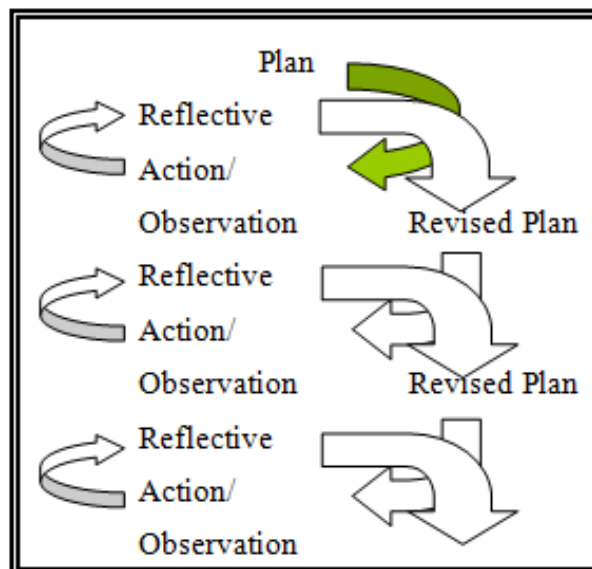 Plan
Reflective
Action/
Observation
Revised Plan
Reflective
Action/
Observation
Revised Plan
Reflective
Action/
Observation